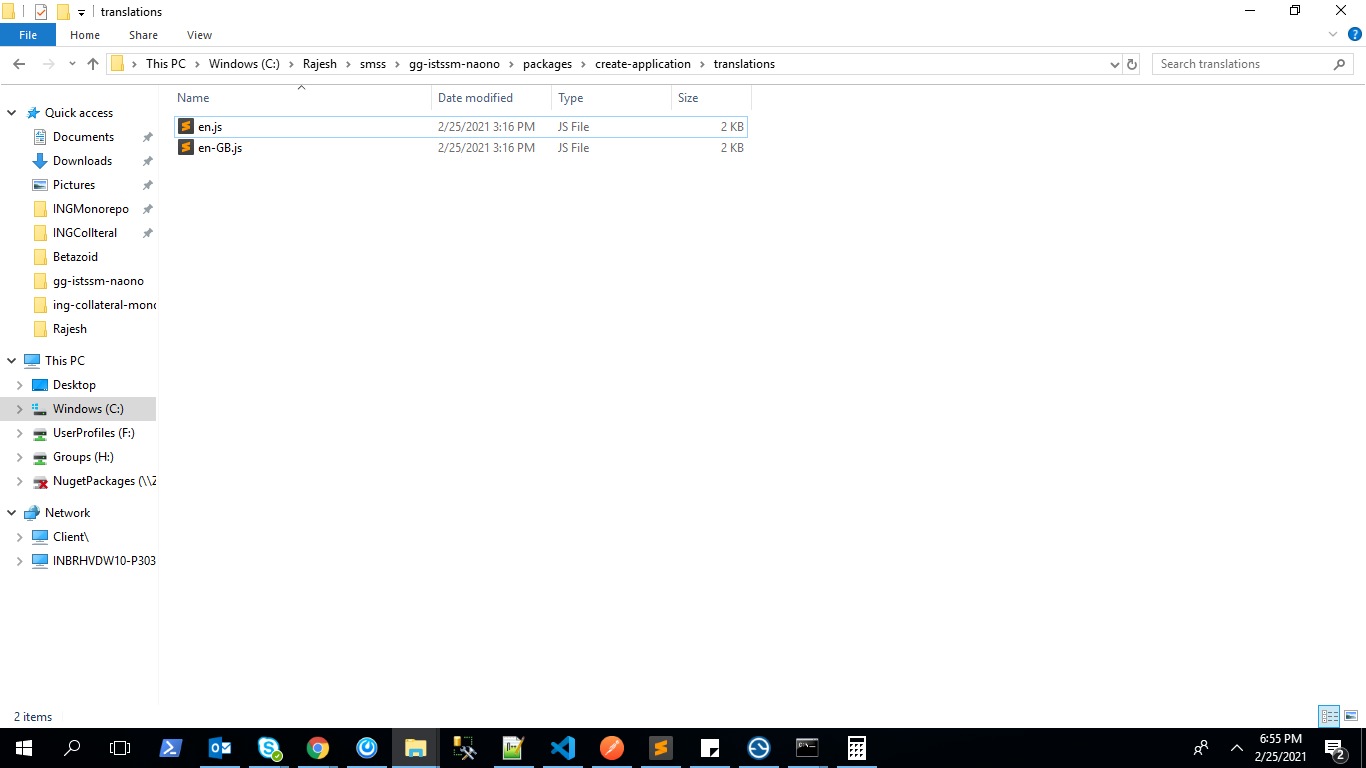 translations
File Home Share View
This PC Windows (C:) Rajesh smss gg-istssm-naono packages create-application translations
Search translations
Name Date modified Type Size
en.js 2/25/2021 3:16 PM JS File 2 KB
en-GB.js 2/25/2021 3:16 PM JS File 2 KB
Quick access
Documents
Downloads
Pictures
INGMonorepo
INGCollteral
Betazoid
gg-istssm-naono
ing-collateral-mono
Rajesh
This PC
Desktop
Windows (C:)
UserProfiles (F:)
Groups (H:)
NugetPackages (\\Z
Network
Client\
INBRHVDW10-P303
2 items
6:55 PM
2/25/2021
2